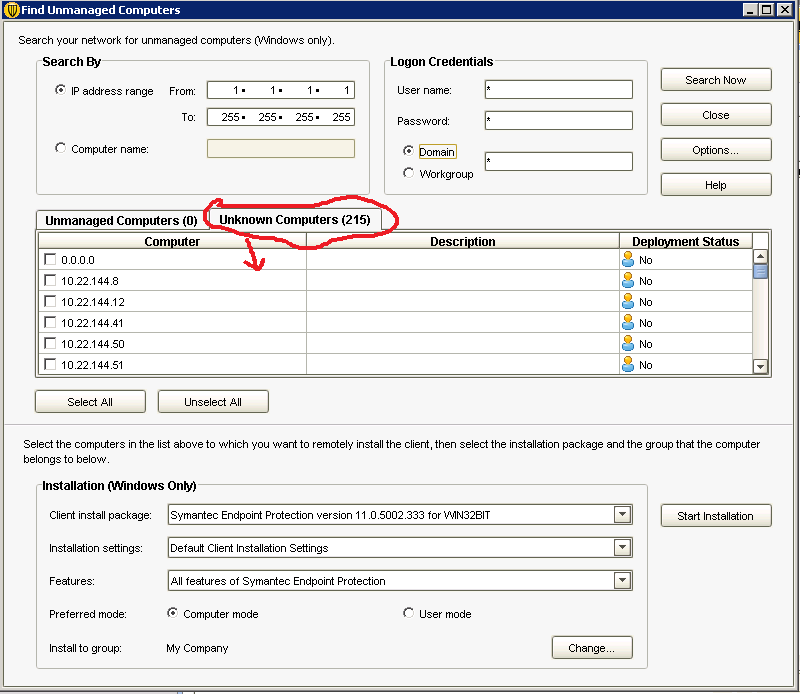 Find Unmanaged Computers
Search your network for unmanaged computers (Windows only).
Search By
IP address range From: 1 . 1 . 1 . 1
To: 255 . 255 . 255 . 255
Computer name:
Logon Credentials
User name: *
Password: *
Domain *
Workgroup
Search Now
Close
Options...
Help
Unmanaged Computers (0) Unknown Computers (215)
Computer Description Deployment Status
0.0.0.0 No
10.22.144.8 No
10.22.144.12 No
10.22.144.41 No
10.22.144.50 No
10.22.144.51 No
Select All Unselect All
Select the computers in the list above to which you want to remotely install the client, then select the installation package and the group that the computer
belongs to below.
Installation (Windows Only)
Client install package: Symantec Endpoint Protection version 11.0.5002.333 for WIN32BIT
Installation settings: Default Client Installation Settings
Features: All features of Symantec Endpoint Protection
Preferred mode: Computer mode User mode
Install to group: My Company Change...
Start Installation